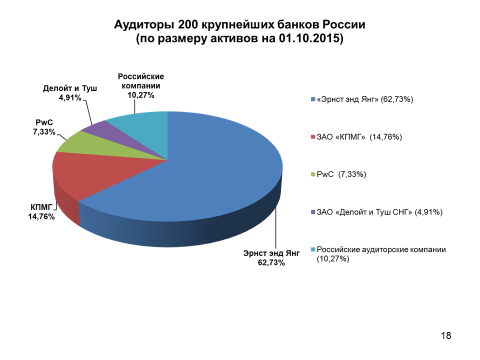 Аудиторы 200 крупнейших банков России
(по размеру активов на 01.10.2015)
Российские
компании
10,27%
Делойт и Туш
4,91%
PwC
7,33%
КПМГ
14,76%
Эрнст энд Янг
62,73%
«Эрнст энд Янг» (62,73%)
ЗАО «КПМГ» (14,76%)
PwC (7,33%)
ЗАО «Делойт и Туш СНГ» (4,91%)
Российские аудиторские компании
(10,27%)
18